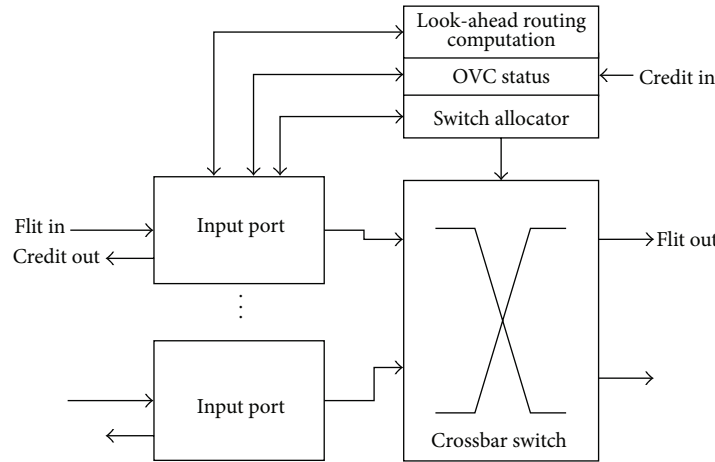 Look-ahead routing
computation
OVC status
Credit in
Switch allocator
Flit in
Input port
Credit out
Flit out
Input port
Crossbar switch